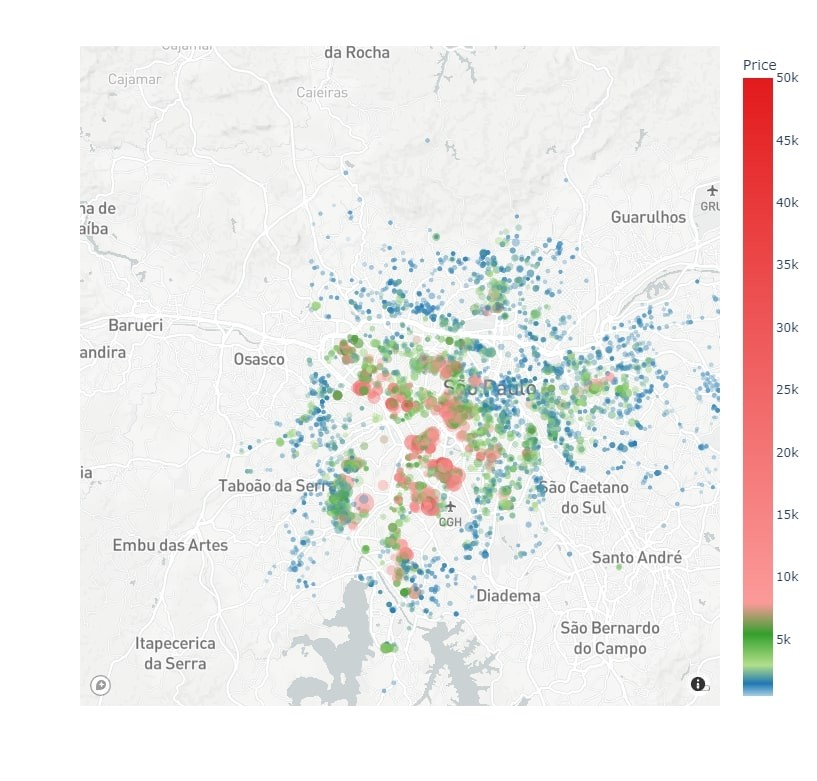 Cajamar
da Rocha
Price
50k
Cajamar
Caieiras
45k
40k
na de
aíba
Guarulhos
GRU
35k
30k
Barueri
andira
Osasco
25k
São Paulo
20k
ia
Taboão da Serr
São Caetano
do Sul
CGH
15k
Embu das Artes
Santo André
10k
Diadema
Itapecerica
da Serra
São Bernardo
do Campo
5k